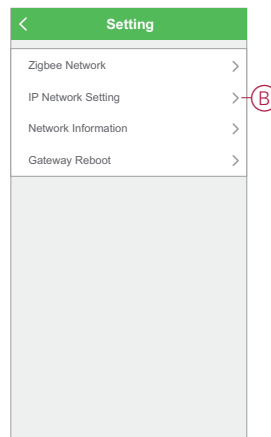 Setting
Zigbee Network
IP Network Setting
B
Network Information
Gateway Reboot